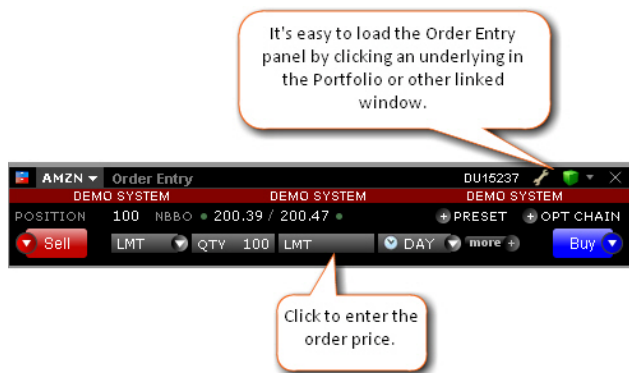 It's easy to load the Order Entry
panel by clicking an underlying in
the Portfolio or other linked
window.
AMZN Order Entry DU15237
DEMO SYSTEM DEMO SYSTEM DEMO SYSTEM
POSITION 100 NBBO 200.39 / 200.47 + PRESET + OPT CHAIN
Sell LMT QTY 100 LMT DAY more + Buy
Click to enter the
order price.